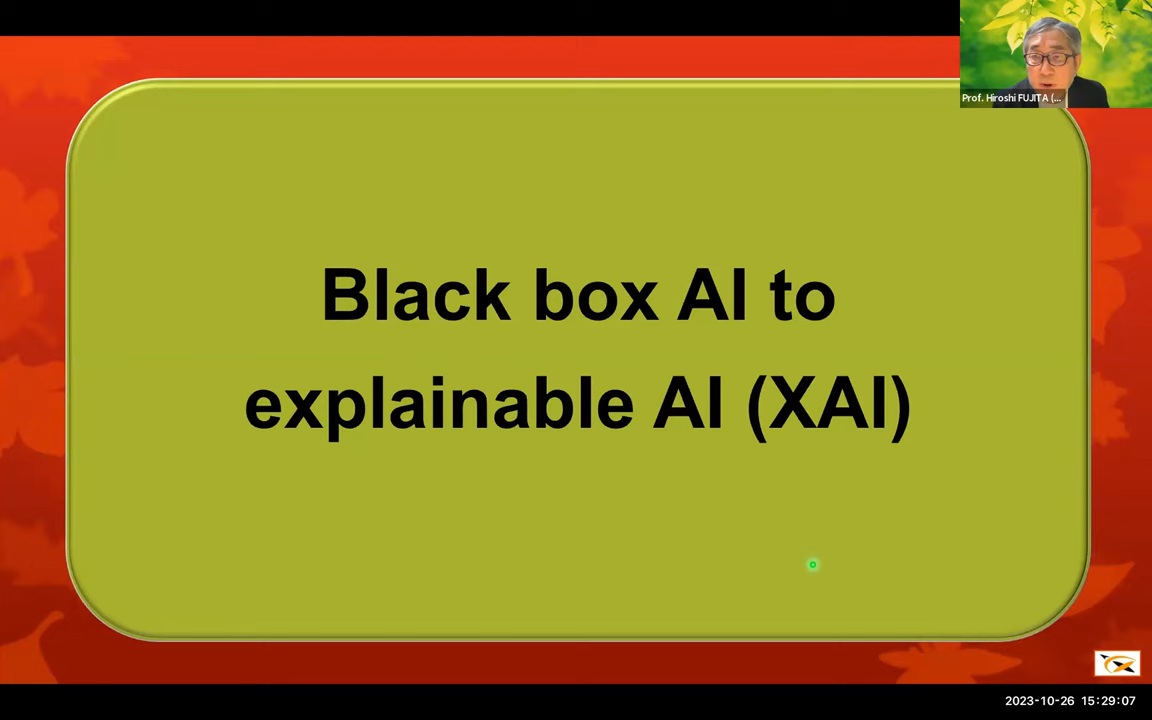 Prof. Hiroshi FUJITA (...
Black box AI to
explainable AI (XAI)
2023-10-26 15:29:07